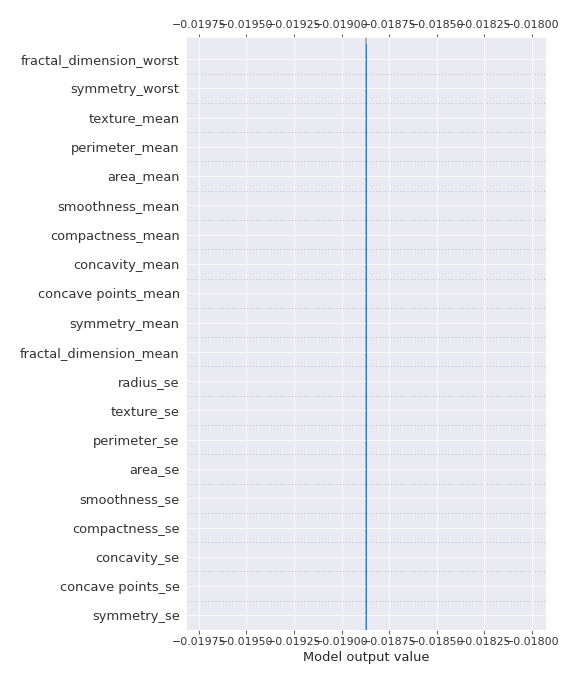 −0.01975 −0.01950 −0.01925 −0.01900 −0.01875 −0.01850 −0.01825 −0.01800
fractal_dimension_worst
symmetry_worst
texture_mean
perimeter_mean
area_mean
smoothness_mean
compactness_mean
concavity_mean
concave points_mean
symmetry_mean
fractal_dimension_mean
radius_se
texture_se
perimeter_se
area_se
smoothness_se
compactness_se
concavity_se
concave points_se
symmetry_se
−0.01975 −0.01950 −0.01925 −0.01900 −0.01875 −0.01850 −0.01825 −0.01800
Model output value